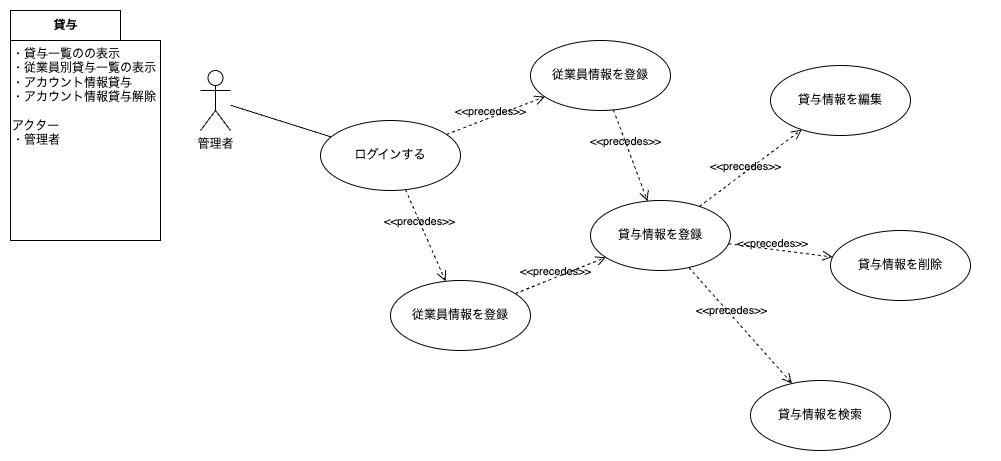 貸与
・貸与一覧のの表示
・従業員別貸与一覧の表示
・アカウント情報貸与
・アカウント情報貸与解除
アクター
・管理者
管理者
ログインする
<<precedes>>
従業員情報を登録
<<precedes>>
<<precedes>>
従業員情報を登録
<<precedes>>
貸与情報を登録
<<precedes>>
貸与情報を編集
<<precedes>>
貸与情報を削除
<<precedes>>
貸与情報を検索